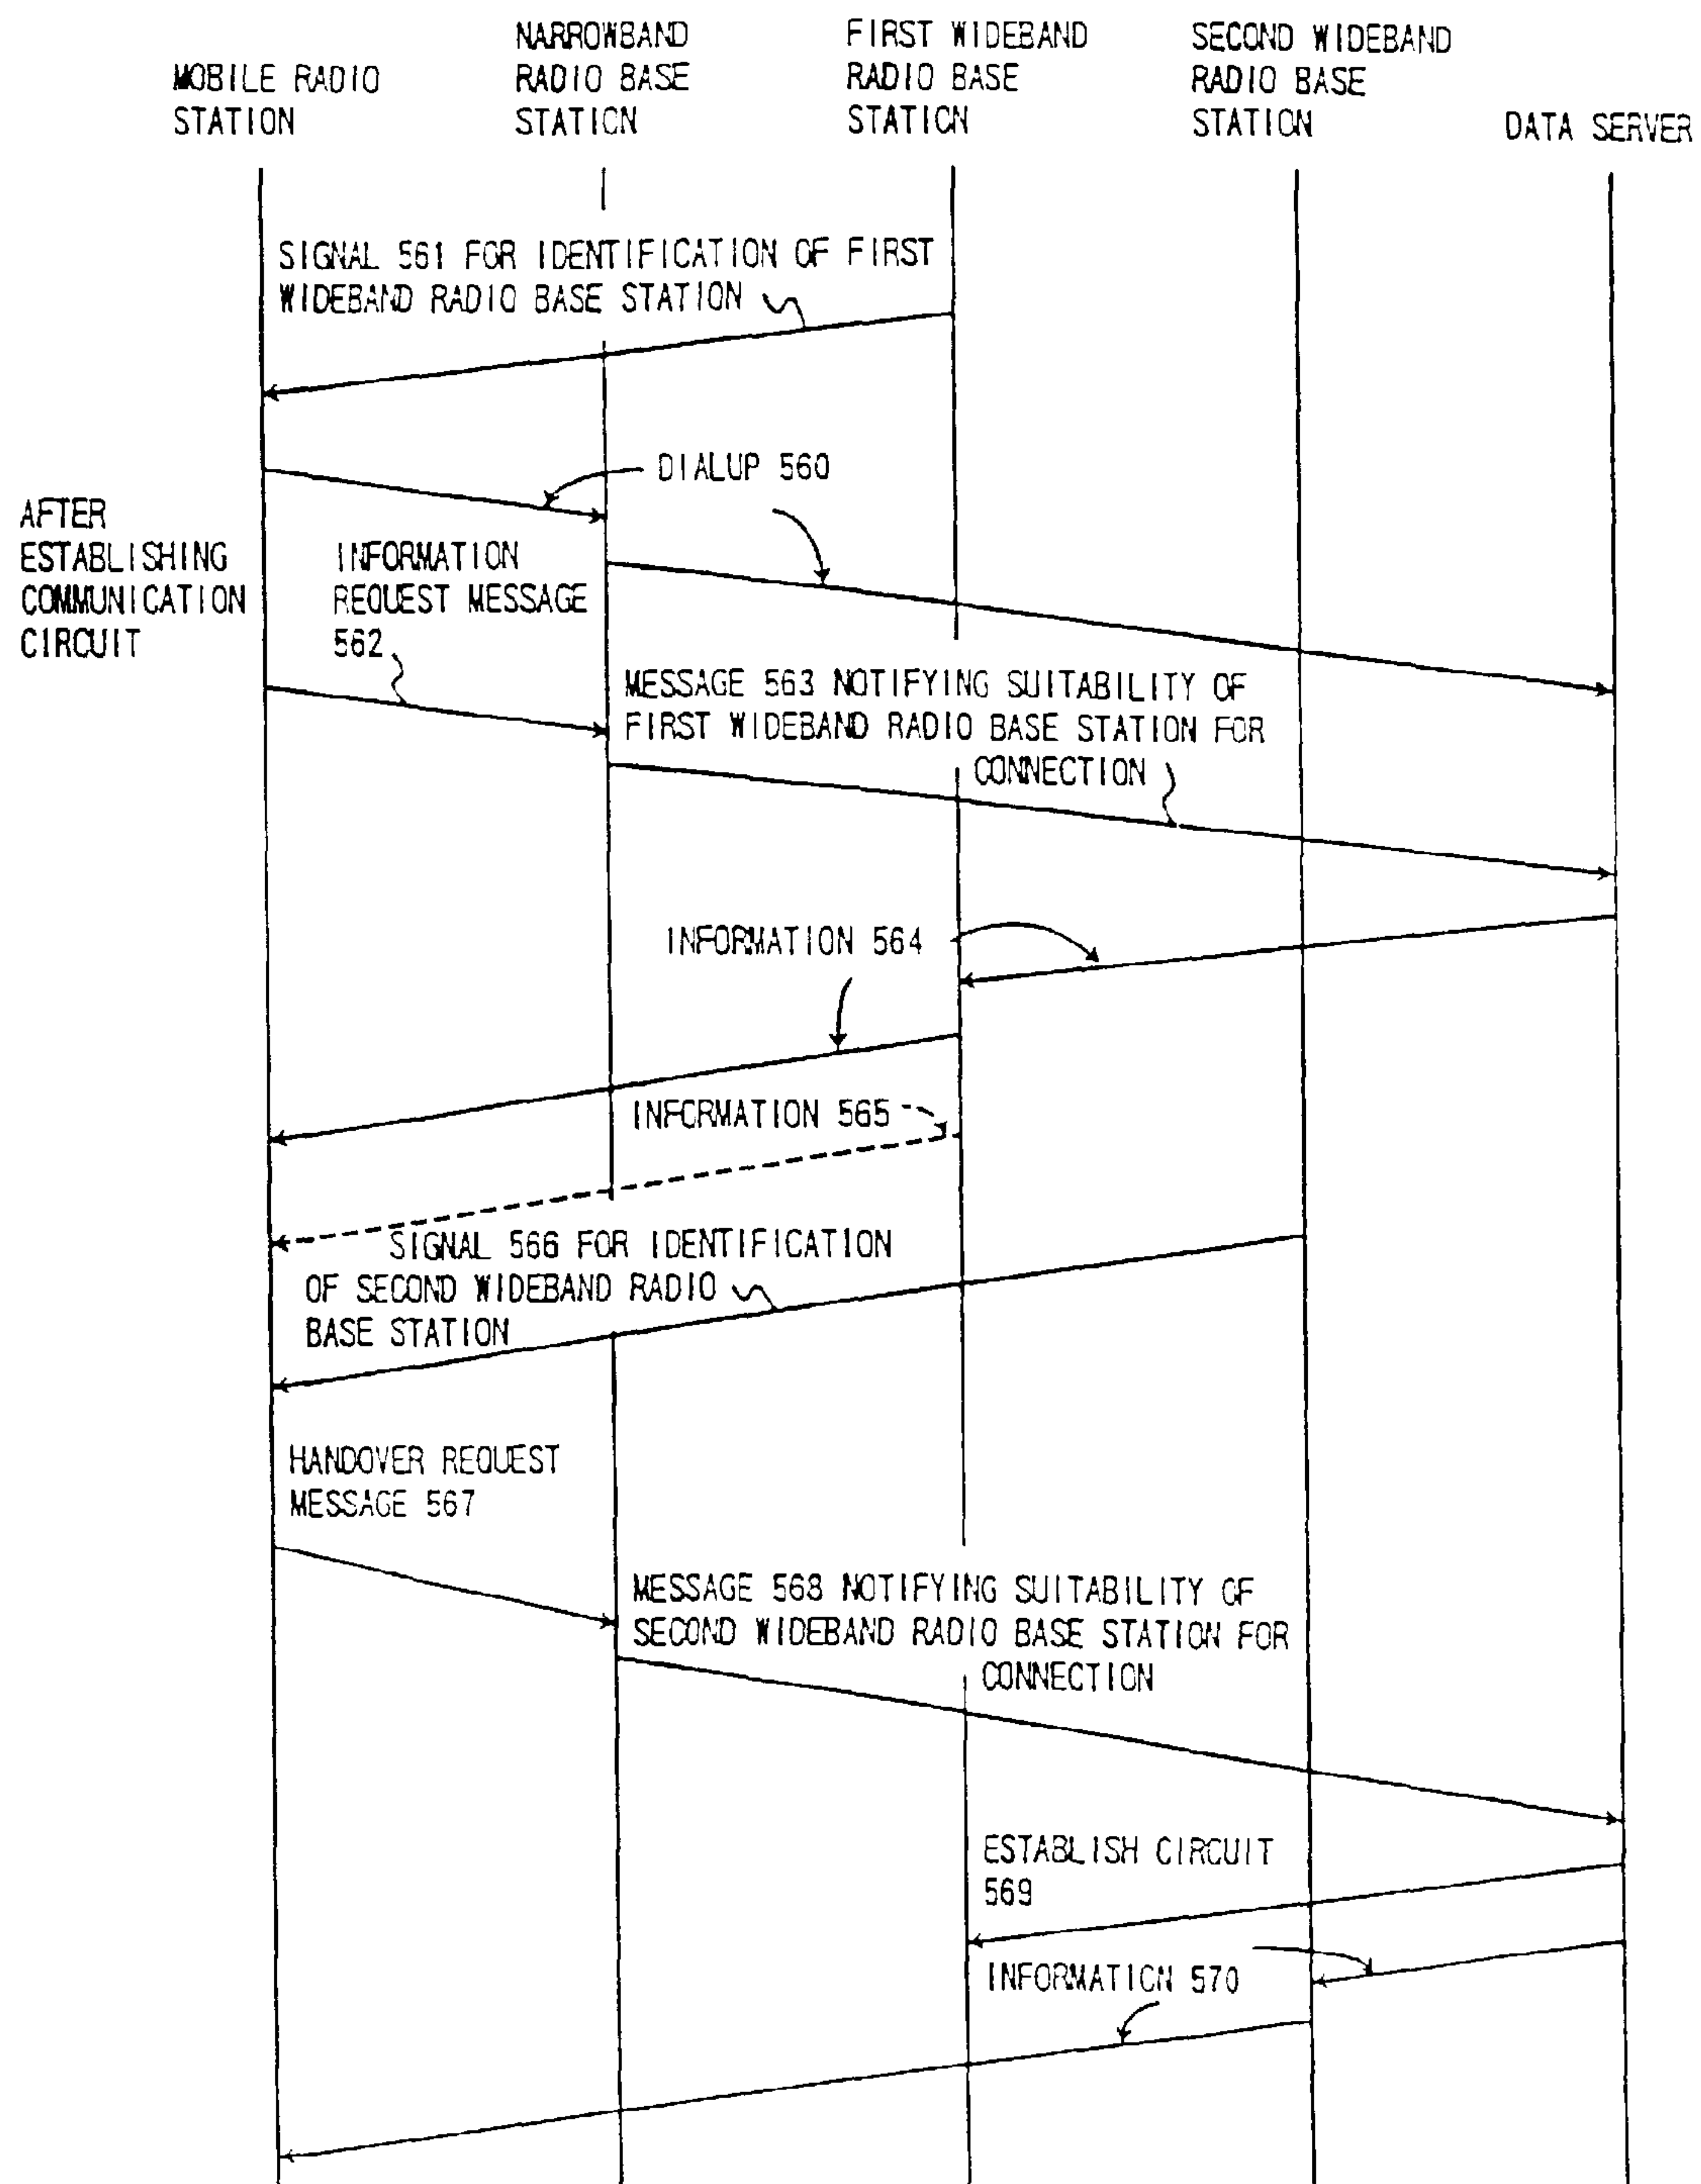 MOBILE RADIO
STATION
NARROWBAND
RADIO BASE
STATION
FIRST WIDEBAND
RADIO BASE
STATION
SECOND WIDEBAND
RADIO BASE
STATION
DATA SERVER
SIGNAL 561 FOR IDENTIFICATION OF FIRST
WIDEBAND RADIO BASE STATION
DIALUP 560
AFTER
ESTABLISHING
COMMUNICATION
CIRCUIT
INFORMATION
REQUEST MESSAGE
562
MESSAGE 563 NOTIFYING SUITABILITY OF
FIRST WIDEBAND RADIO BASE STATION FOR
CONNECTION
INFORMATION 564
INFORMATION 565
SIGNAL 566 FOR IDENTIFICATION
OF SECOND WIDEBAND RADIO
BASE STATION
HANDOVER REQUEST
MESSAGE 567
MESSAGE 568 NOTIFYING SUITABILITY OF
SECOND WIDEBAND RADIO BASE STATION FOR
CONNECTION
ESTABLISH CIRCUIT
569
INFORMATION 570